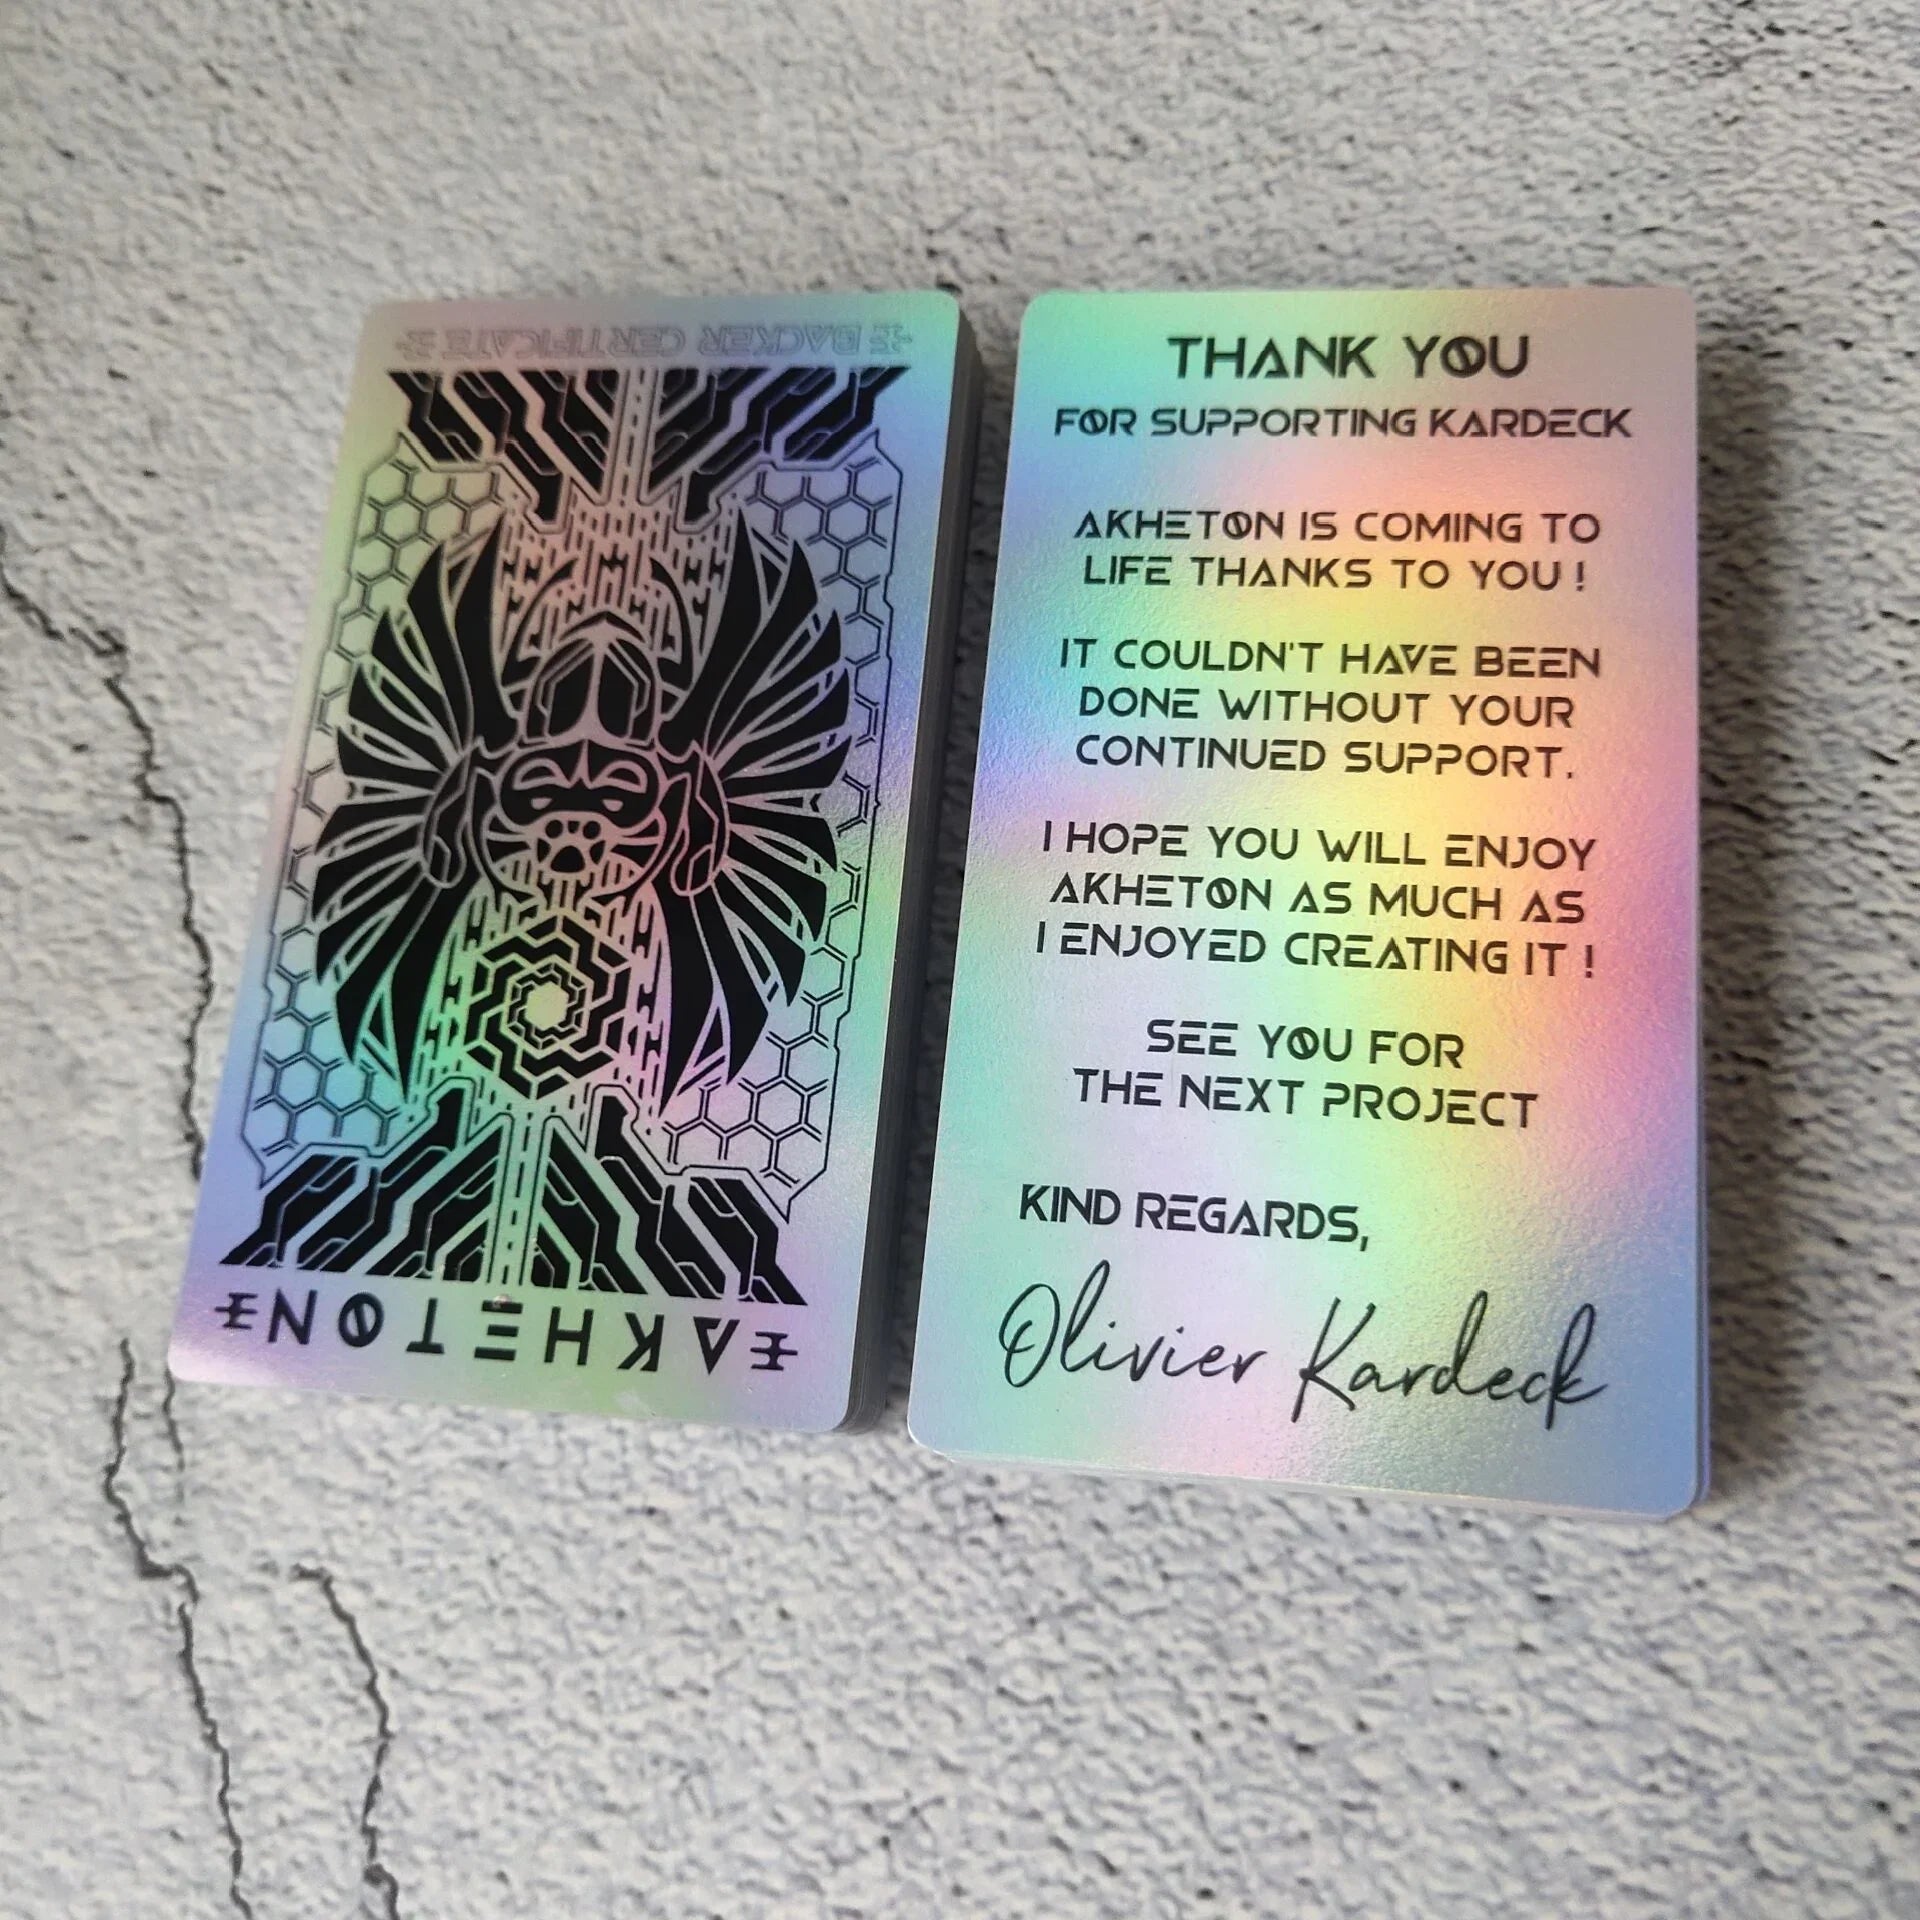 BACKER CERTIFICATE
AKHETON
THANK YOU
FOR SUPPORTING KARDECK
AKHETON IS COMING TO
LIFE THANKS TO YOU !
IT COULDN'T HAVE BEEN
DONE WITHOUT YOUR
CONTINUED SUPPORT.
I HOPE YOU WILL ENJOY
AKHETON AS MUCH AS
I ENJOYED CREATING IT !
SEE YOU FOR
THE NEXT PROJECT
KIND REGARDS,
Olivier Kardeck